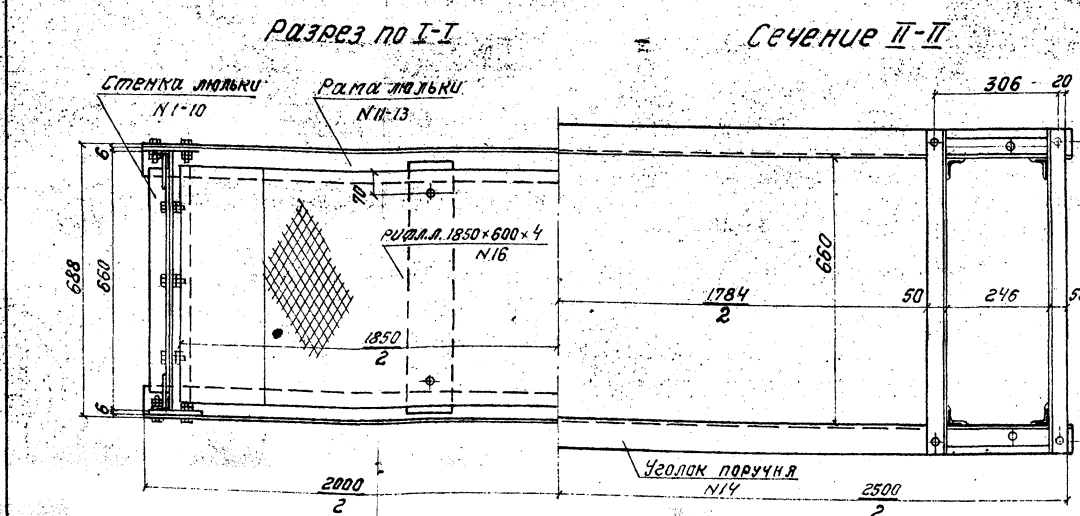 Разрез по I-I
Сечение II-II
Стенка люльки
N1-10
Рама люльки
N11-13
306
20
6
70
688
660
рифл.л. 1850×600×4
N16
660
1784
2
50
246
1850
2
6
Уголок поручня
N14
2000
2
2500
2